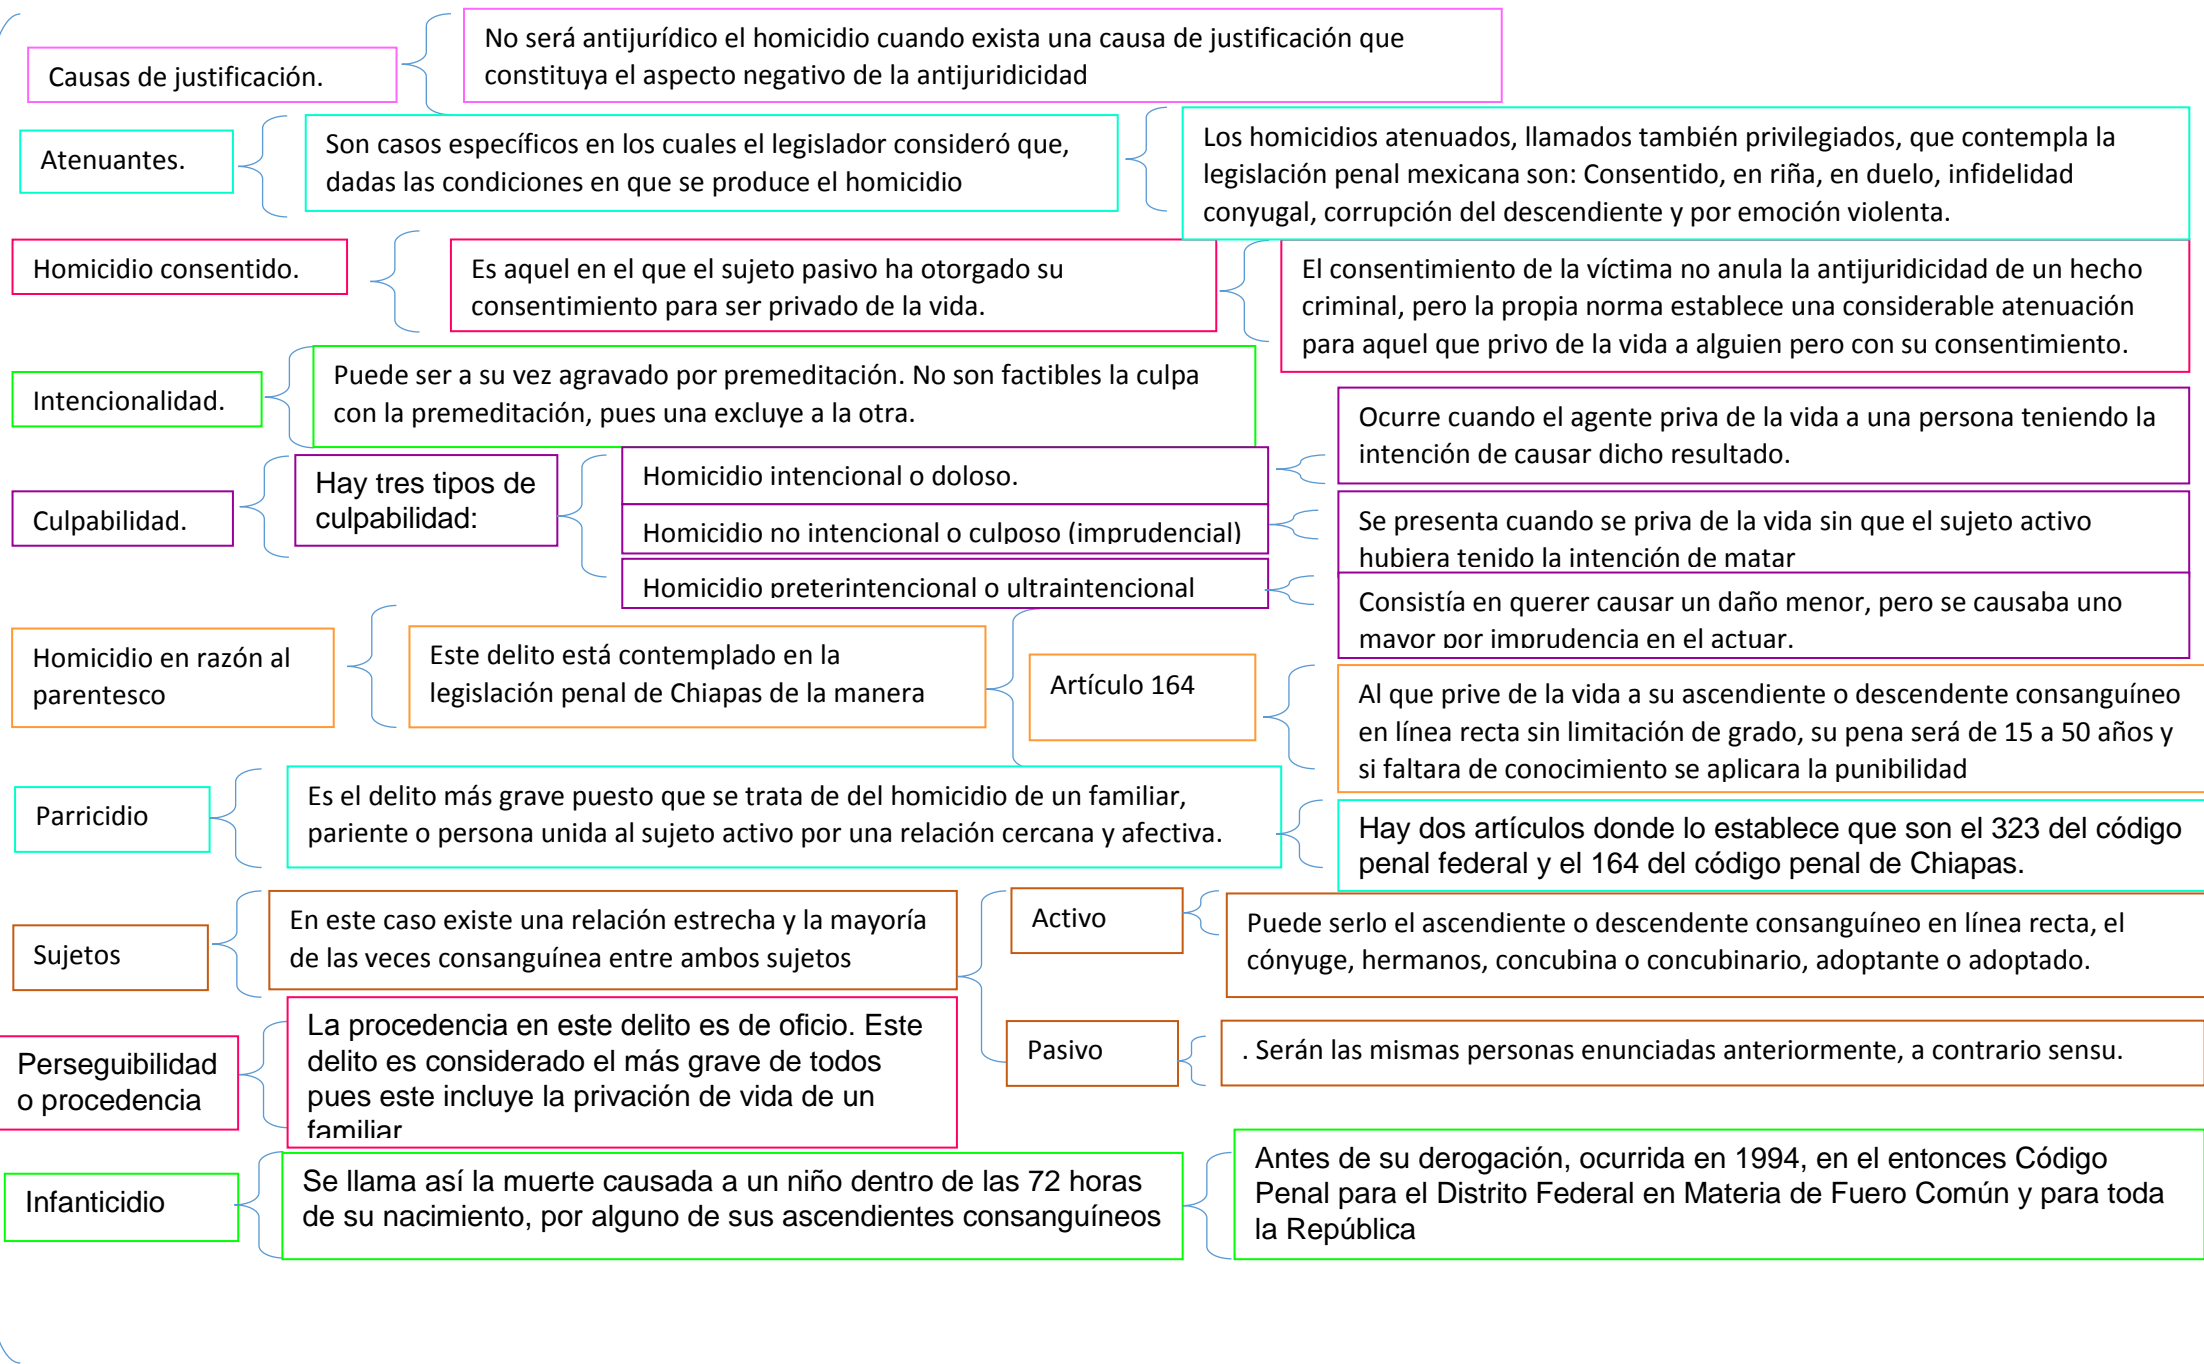 Causas de justificación.
No será antijurídico el homicidio cuando exista una causa de justificación que
constituya el aspecto negativo de la antijuridicidad
Atenuantes.
Son casos específicos en los cuales el legislador consideró que,
dadas las condiciones en que se produce el homicidio
Los homicidios atenuados, llamados también privilegiados, que contempla la
legislación penal mexicana son: Consentido, en riña, en duelo, infidelidad
conyugal, corrupción del descendiente y por emoción violenta.
Homicidio consentido.
Es aquel en el que el sujeto pasivo ha otorgado su
consentimiento para ser privado de la vida.
El consentimiento de la víctima no anula la antijuridicidad de un hecho
criminal, pero la propia norma establece una considerable atenuación
para aquel que privo de la vida a alguien pero con su consentimiento.
Intencionalidad.
Puede ser a su vez agravado por premeditación. No son factibles la culpa
con la premeditación, pues una excluye a la otra.
Culpabilidad.
Hay tres tipos de
culpabilidad:
Homicidio intencional o doloso.
Ocurre cuando el agente priva de la vida a una persona teniendo la
intención de causar dicho resultado.
Homicidio no intencional o culposo (imprudencial)
Se presenta cuando se priva de la vida sin que el sujeto activo
hubiera tenido la intención de matar
Homicidio preterintencional o ultraintencional
Consistía en querer causar un daño menor, pero se causaba uno
mayor por imprudencia en el actuar.
Homicidio en razón al
parentesco
Este delito está contemplado en la
legislación penal de Chiapas de la manera
Artículo 164
Al que prive de la vida a su ascendiente o descendente consanguíneo
en línea recta sin limitación de grado, su pena será de 15 a 50 años y
si faltara de conocimiento se aplicara la punibilidad
Parricidio
Es el delito más grave puesto que se trata de del homicidio de un familiar,
pariente o persona unida al sujeto activo por una relación cercana y afectiva.
Hay dos artículos donde lo establece que son el 323 del código
penal federal y el 164 del código penal de Chiapas.
Sujetos
En este caso existe una relación estrecha y la mayoría
de las veces consanguínea entre ambos sujetos
Activo
Puede serlo el ascendiente o descendente consanguíneo en línea recta, el
cónyuge, hermanos, concubina o concubinario, adoptante o adoptado.
Pasivo
. Serán las mismas personas enunciadas anteriormente, a contrario sensu.
Perseguibilidad
o procedencia
La procedencia en este delito es de oficio. Este
delito es considerado el más grave de todos
pues este incluye la privación de vida de un
familiar
Infanticidio
Se llama así la muerte causada a un niño dentro de las 72 horas
de su nacimiento, por alguno de sus ascendientes consanguíneos
Antes de su derogación, ocurrida en 1994, en el entonces Código
Penal para el Distrito Federal en Materia de Fuero Común y para toda
la República